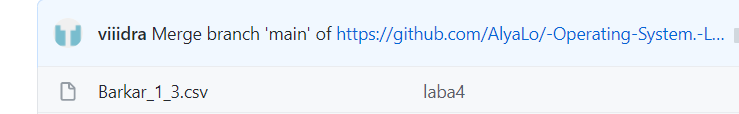 viiidra Merge branch 'main' of https://github.com/AlyaLo/-Operating-System.-L...
Barkar_1_3.csv laba4